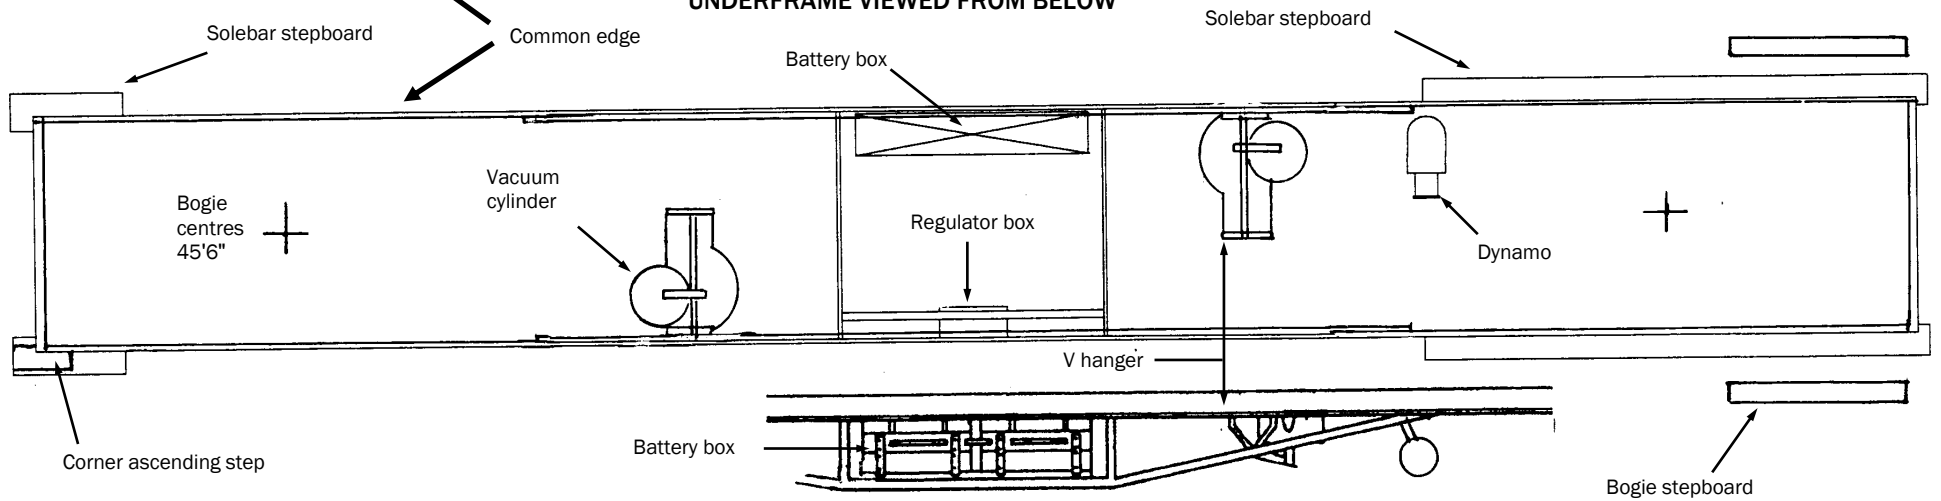 UNDERFRAME VIEWED FROM BELOW
Solebar stepboard
Common edge
Battery box
Solebar stepboard
Bogie
centres
45'6"
Vacuum
cylinder
Regulator box
Dynamo
V hanger
Corner ascending step
Battery box
Bogie stepboard